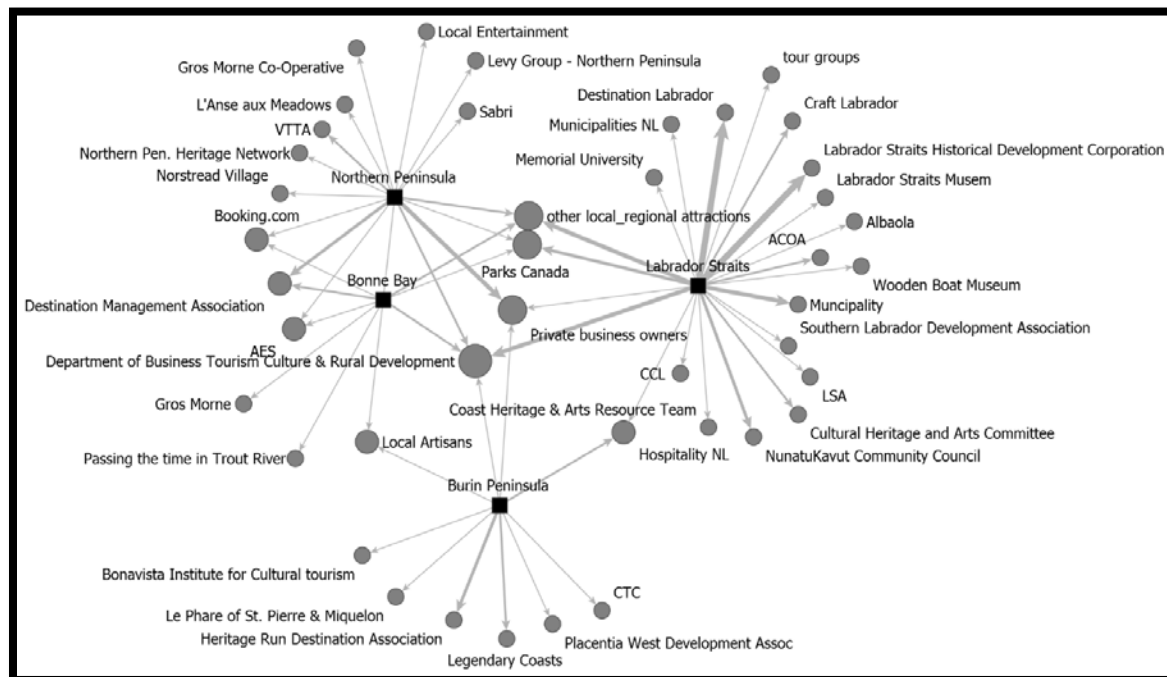 Local Entertainment
Gros Morne Co-Operative
Levy Group - Northern Peninsula
tour groups
L'Anse aux Meadows
Sabri
Destination Labrador
Craft Labrador
VTTA
Municipalities NL
Northern Pen. Heritage Network
Memorial University
Labrador Straits Historical Development Corporation
Norstread Village
Northern Peninsula
Labrador Straits Musem
Booking.com
other local_regional attractions
Albaola
ACOA
Parks Canada
Labrador Straits
Bonne Bay
Wooden Boat Museum
Destination Management Association
Muncipality
Private business owners
Southern Labrador Development Association
AES
Department of Business Tourism Culture & Rural Development
CCL
LSA
Gros Morne
Coast Heritage & Arts Resource Team
Cultural Heritage and Arts Committee
Local Artisans
Hospitality NL
NunatuKavut Community Council
Passing the time in Trout River
Burin Peninsula
Bonavista Institute for Cultural tourism
CTC
Le Phare of St. Pierre & Miquelon
Heritage Run Destination Association
Placentia West Development Assoc
Legendary Coasts